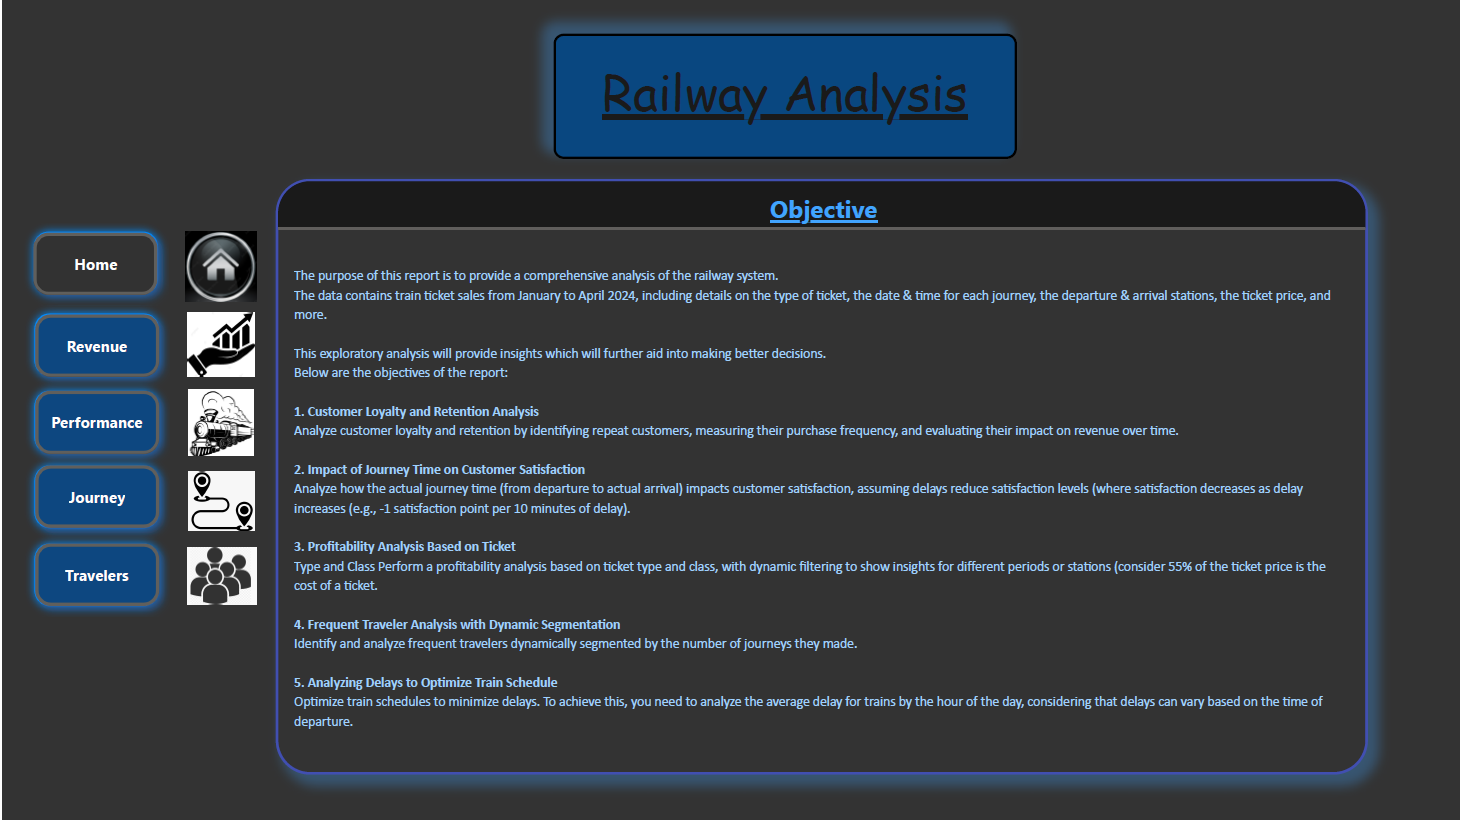 Railway Analysis
Objective
Home
Revenue
Performance
Journey
Travelers
The purpose of this report is to provide a comprehensive analysis of the railway system.
The data contains train ticket sales from January to April 2024, including details on the type of ticket, the date & time for each journey, the departure & arrival stations, the ticket price, and
more.
This exploratory analysis will provide insights which will further aid into making better decisions.
Below are the objectives of the report:
1. Customer Loyalty and Retention Analysis
Analyze customer loyalty and retention by identifying repeat customers, measuring their purchase frequency, and evaluating their impact on revenue over time.
2. Impact of Journey Time on Customer Satisfaction
Analyze how the actual journey time (from departure to actual arrival) impacts customer satisfaction, assuming delays reduce satisfaction levels (where satisfaction decreases as delay
increases (e.g., -1 satisfaction point per 10 minutes of delay).
3. Profitability Analysis Based on Ticket
Type and Class Perform a profitability analysis based on ticket type and class, with dynamic filtering to show insights for different periods or stations (consider 55% of the ticket price is the
cost of a ticket.
4. Frequent Traveler Analysis with Dynamic Segmentation
Identify and analyze frequent travelers dynamically segmented by the number of journeys they made.
5. Analyzing Delays to Optimize Train Schedule
Optimize train schedules to minimize delays. To achieve this, you need to analyze the average delay for trains by the hour of the day, considering that delays can vary based on the time of
departure.